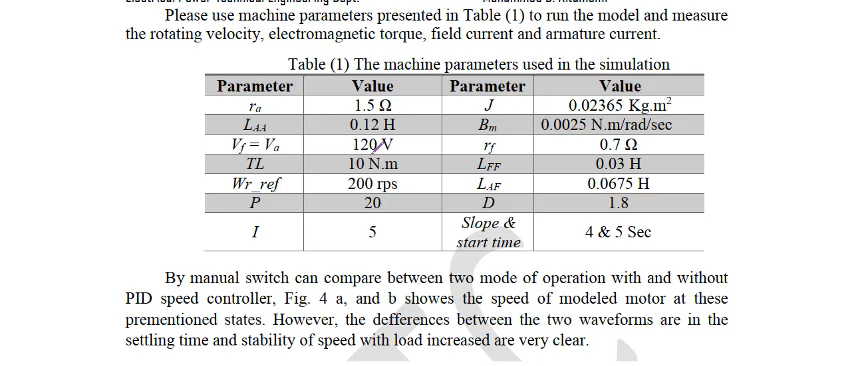 Electrical Power Technical Engineering Dept. Mohammed S.
Please use machine parameters presented in Table (1) to run the model and measure
the rotating velocity, electromagnetic torque, field current and armature current.
Table (1) The machine parameters used in the simulation
Parameter Value Parameter Value
ra 1.5 Ω J 0.02365 Kg.m²
LAA 0.12 H Bm 0.0025 N.m/rad/sec
Vf = Va 120 V rf 0.7 Ω
TL 10 N.m LFF 0.03 H
Wr_ref 200 rps LAF 0.0675 H
P 20 D 1.8
I 5 Slope & start time 4 & 5 Sec
By manual switch can compare between two mode of operation with and without
PID speed controller, Fig. 4 a, and b showes the speed of modeled motor at these
prementioned states. However, the defferences between the two waveforms are in the
settling time and stability of speed with load increased are very clear.